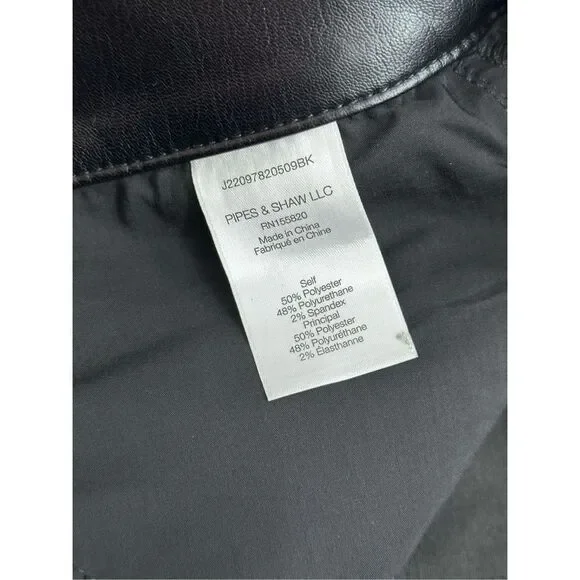 J22097820509BK
PIPES & SHAW LLC
RN155820
Made in China
Fabriqué en Chine
Self
50% Polyester
48% Polyurethane
2% Spandex
Principal
50% Polyester
48% Polyuréthane
2% Élasthanne